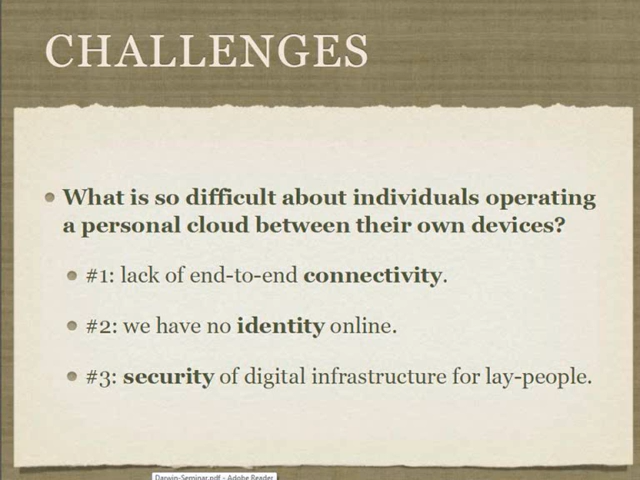 CHALLENGES
What is so difficult about individuals operating
a personal cloud between their own devices?
#1: lack of end-to-end connectivity.
#2: we have no identity online.
#3: security of digital infrastructure for lay-people.
Darwin-Seminar.pdf - Adobe Reader